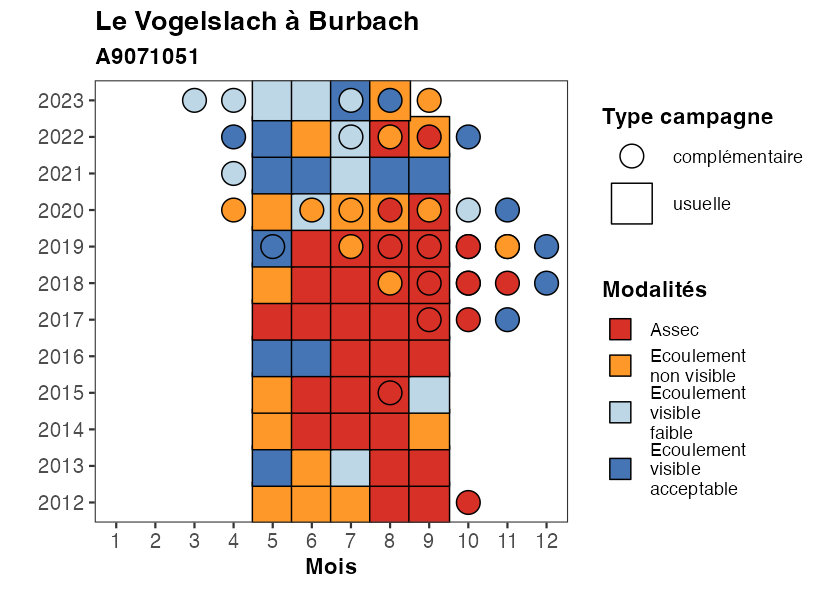 Le Vogelslach à Burbach
A9071051
2023
2022
2021
2020
2019
2018
2017
2016
2015
2014
2013
2012
1 2 3 4 5 6 7 8 9 10 11 12
Mois
Type campagne
complémentaire
usuelle
Modalités
Assec
Ecoulement
non visible
Ecoulement
visible
faible
Ecoulement
visible
acceptable